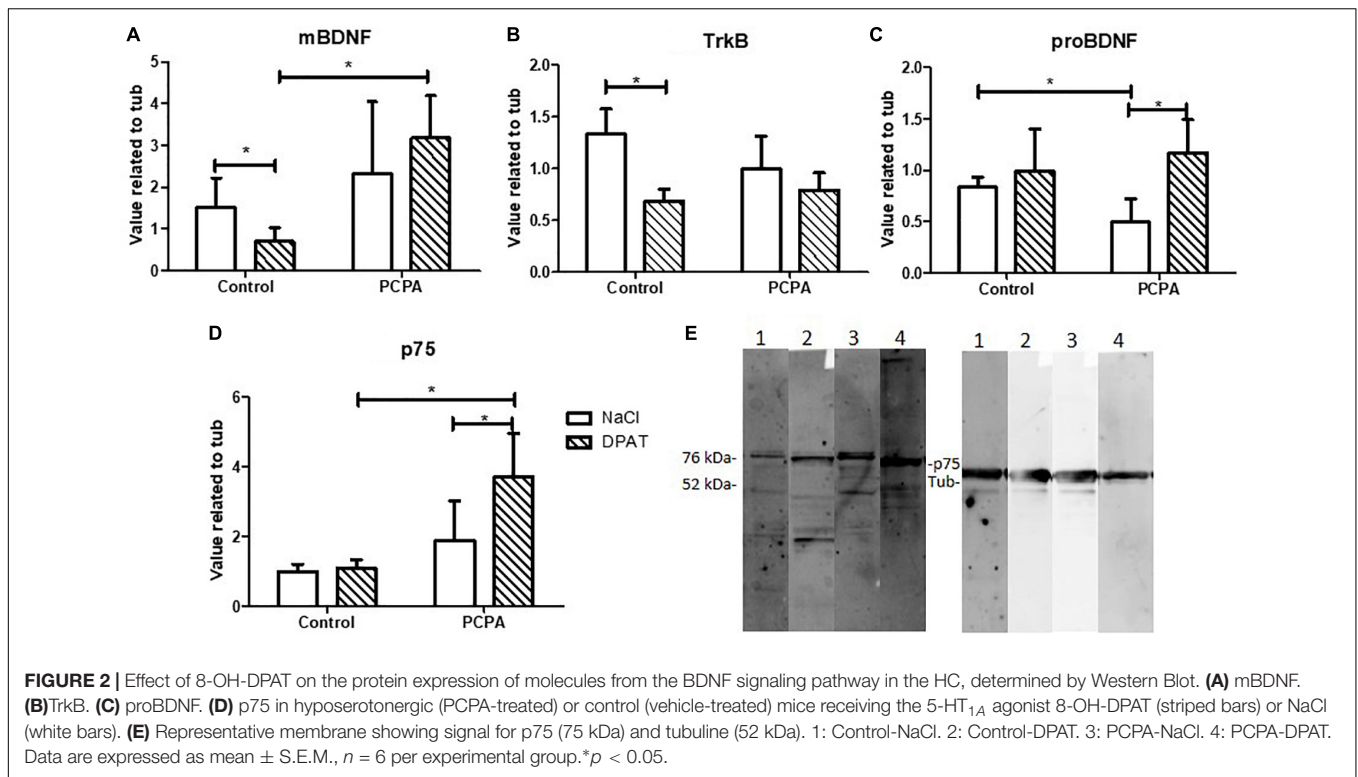 A
mBDNF
Value related to tub
5
4
3
2
1
0
*
*
Control
PCPA
B
TrkB
Value related to tub
2.0
1.5
1.0
0.5
0.0
*
Control
PCPA
C
proBDNF
Value related to tub
2.0
1.5
1.0
0.5
0.0
*
*
Control
PCPA
D
p75
Value related to tub
6
4
2
0
*
*
Control
PCPA
NaCl
DPAT
E
1 2 3 4
76 kDa-
52 kDa-
1 2 3 4
-p75
Tub-
FIGURE 2 | Effect of 8-OH-DPAT on the protein expression of molecules from the BDNF signaling pathway in the HC, determined by Western Blot. (A) mBDNF.
(B)TrkB. (C) proBDNF. (D) p75 in hyposerotonergic (PCPA-treated) or control (vehicle-treated) mice receiving the 5-HT1A agonist 8-OH-DPAT (striped bars) or NaCl
(white bars). (E) Representative membrane showing signal for p75 (75 kDa) and tubuline (52 kDa). 1: Control-NaCl. 2: Control-DPAT. 3: PCPA-NaCl. 4: PCPA-DPAT.
Data are expressed as mean ± S.E.M., n = 6 per experimental group.*p < 0.05.